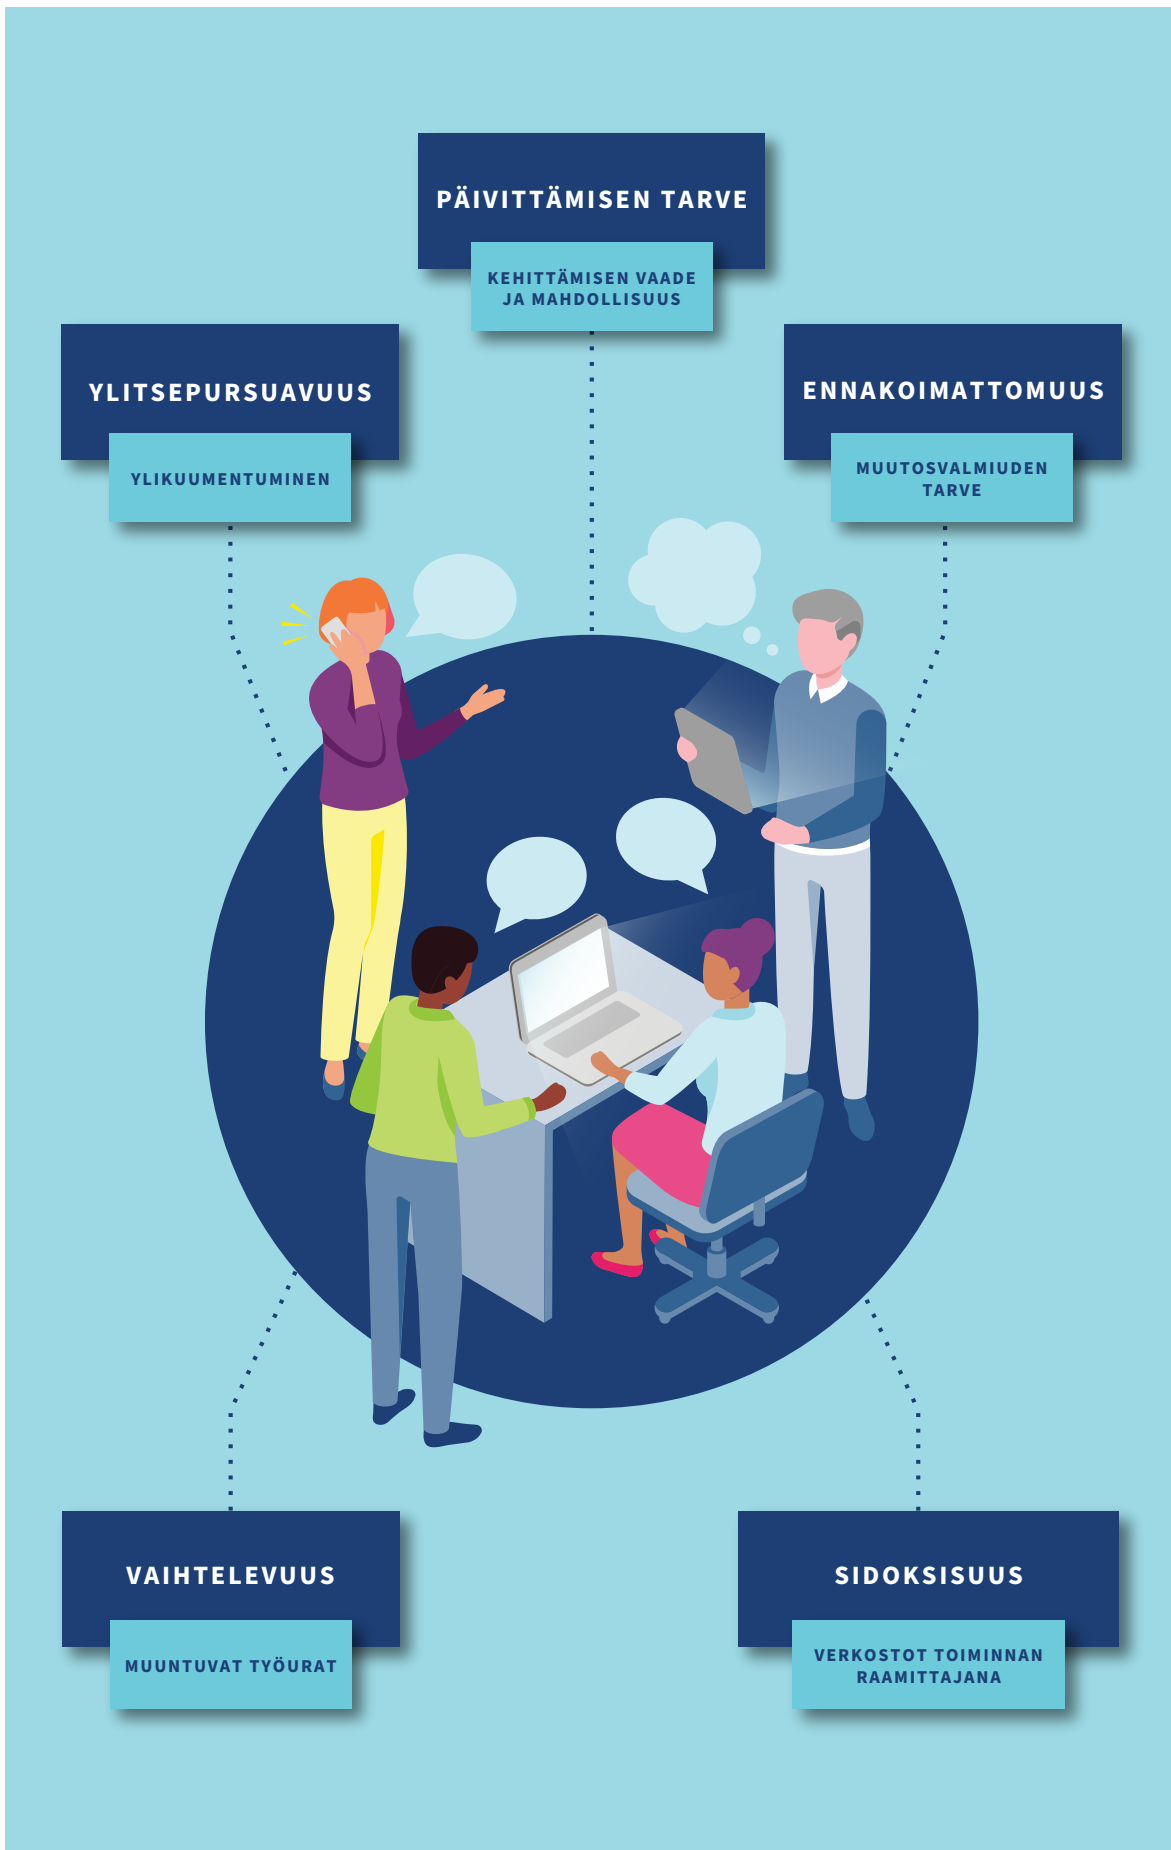 PÄIVITTÄMISEN TARVE
KEHITTÄMISEN VAADE
JA MAHDOLLISUUS
YLITSEPURSUAVUUS
YLIKUUMENTUMINEN
ENNAKOIMATTOMUUS
MUUTOSVALMIUDEN
TARVE
VAIHTELEVUUS
MUUNTUVAT TYÖURAT
SIDOKSISUUS
VERKOSTOT TOIMINNAN
RAAMITTAJANA